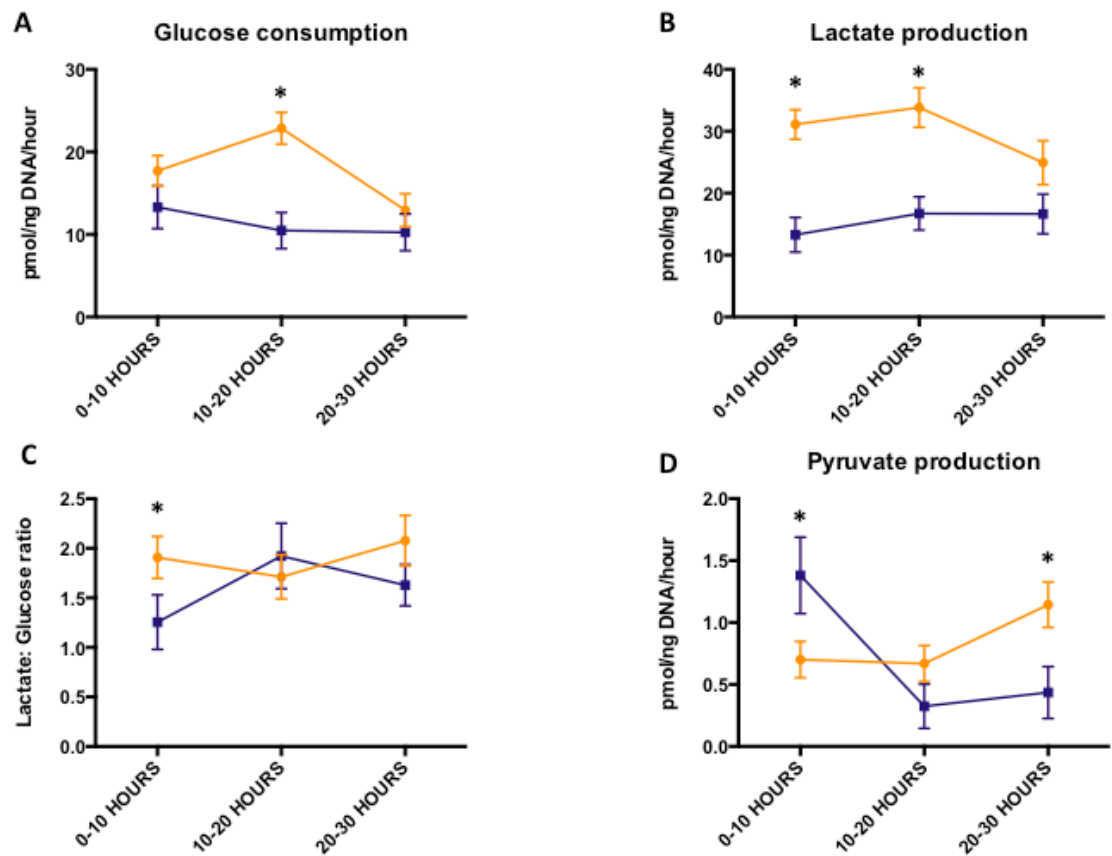 A
Glucose consumption
pmol/ng DNA/hour
30
*
20
10
0
0-10 HOURS
10-20 HOURS
20-30 HOURS
B
Lactate production
pmol/ng DNA/hour
40
*
*
30
20
10
0
0-10 HOURS
10-20 HOURS
20-30 HOURS
C
Lactate: Glucose ratio
2.5
*
2.0
1.5
1.0
0.5
0.0
0-10 HOURS
10-20 HOURS
20-30 HOURS
D
Pyruvate production
pmol/ng DNA/hour
2.0
*
*
1.5
1.0
0.5
0.0
0-10 HOURS
10-20 HOURS
20-30 HOURS